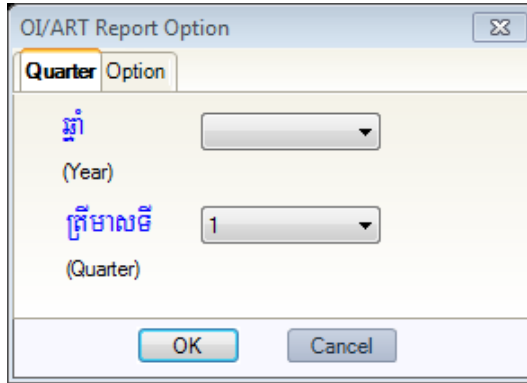 OI/ART Report Option
Quarter Option
ឆ្នាំ
(Year)
ត្រីមាសទី 1
(Quarter)
OK Cancel